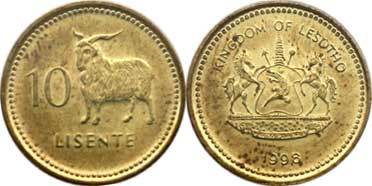 10
LISENTE
KINGDOM OF LESOTHO
1998